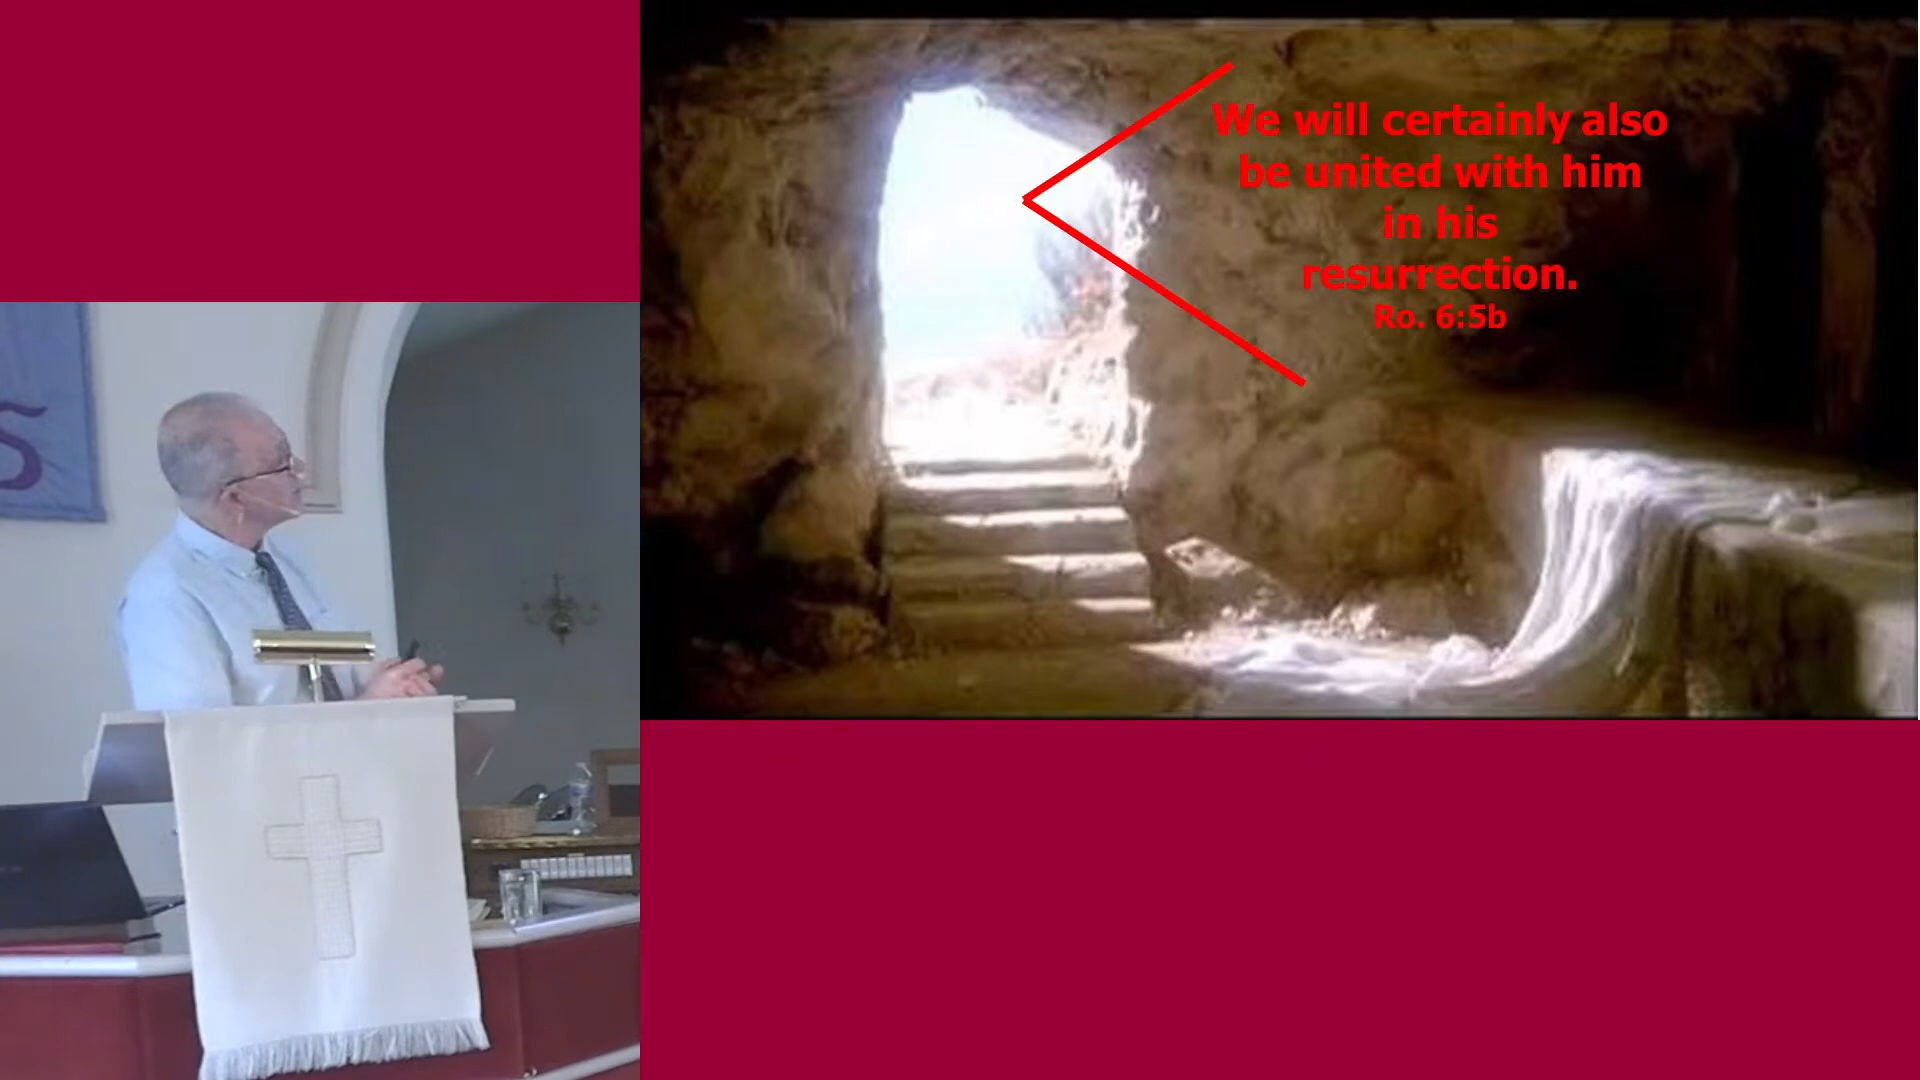 We will certainly also
be united with him
in his
resurrection.
Ro. 6:5b
S